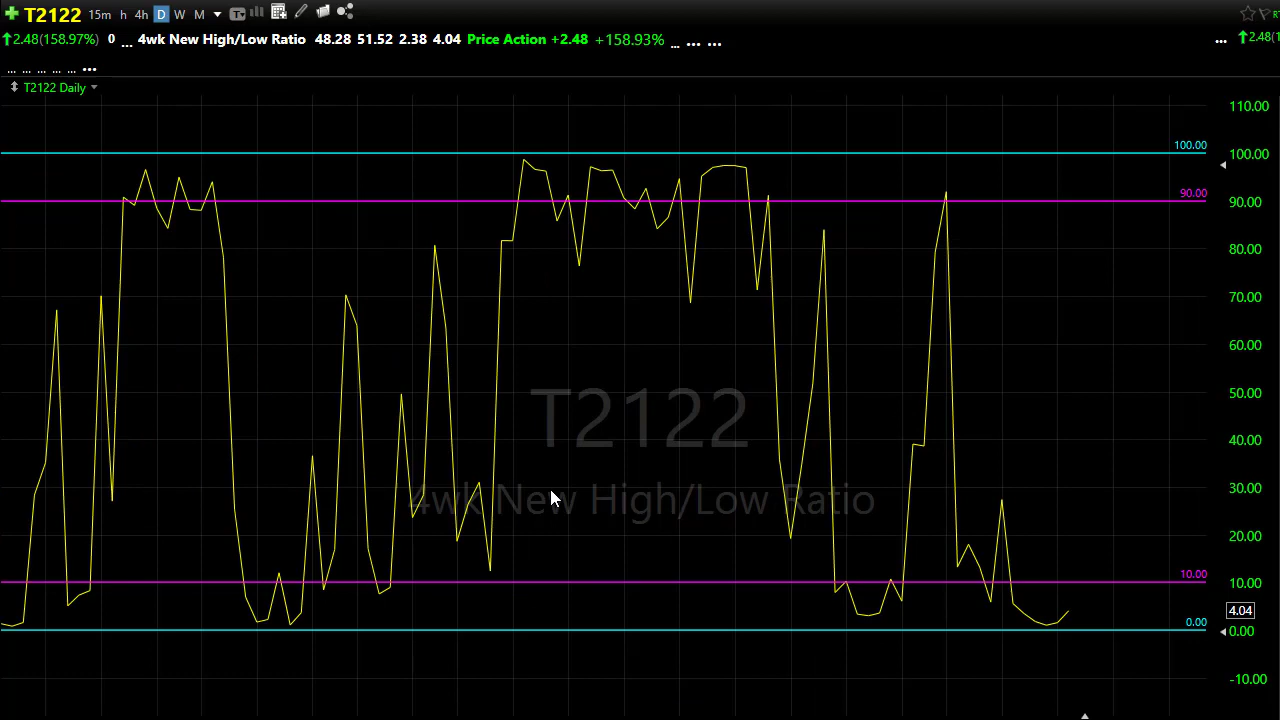 T2122 15m h 4h D W M
2.48(158.97%) 0 ... 4wk New High/Low Ratio 48.28 51.52 2.38 4.04 Price Action +2.48 +158.93% ... ... ... ... 2.48(1
... ... ... ... ... ...
T2122 Daily
110.00
100.00 100.00
90.00 90.00
80.00
70.00
60.00
50.00
T2122
40.00
30.00
4wk New High/Low Ratio
20.00
10.00 10.00
4.04
0.00 0.00
-10.00